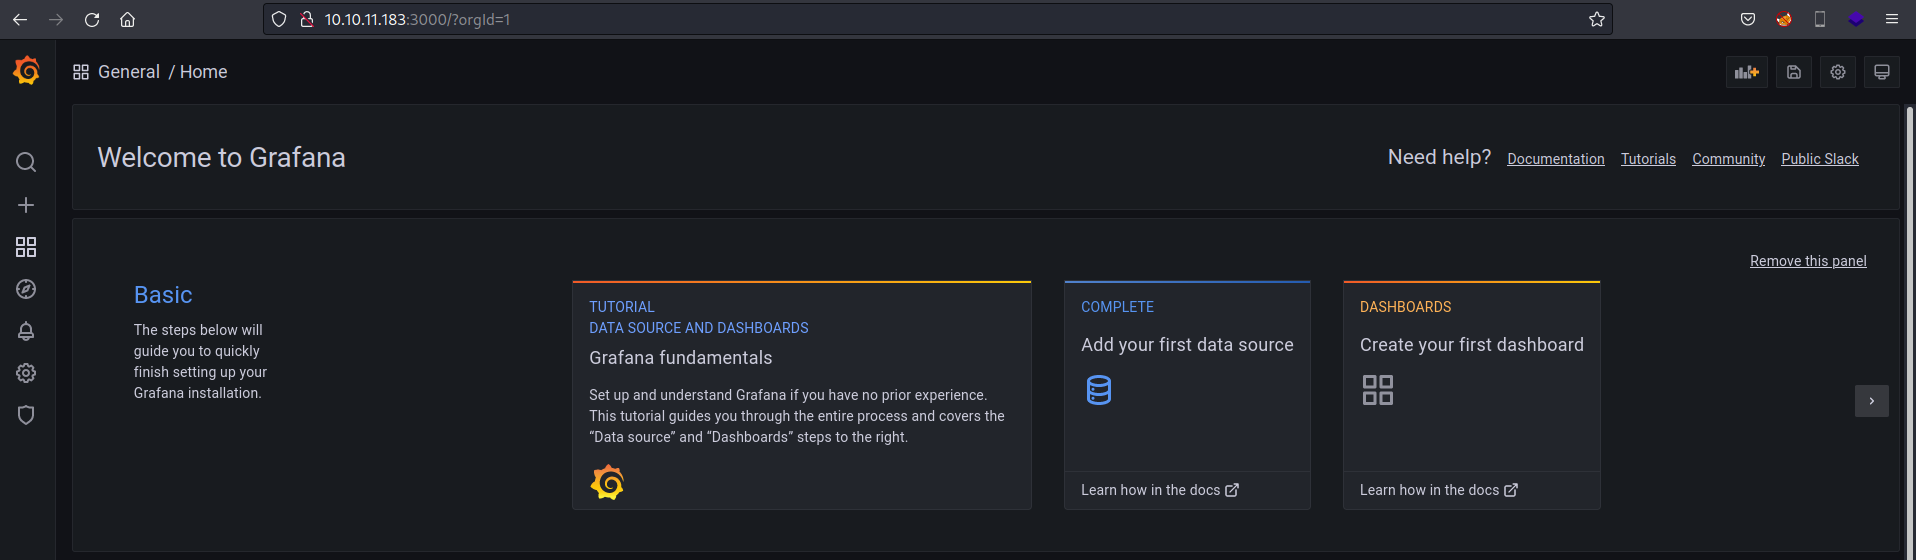 10.10.11.183:3000/?orgId=1
General / Home
Welcome to Grafana
Need help? Documentation Tutorials Community Public Slack
Remove this panel
Basic
The steps below will
guide you to quickly
finish setting up your
Grafana installation.
TUTORIAL
DATA SOURCE AND DASHBOARDS
Grafana fundamentals
Set up and understand Grafana if you have no prior experience.
This tutorial guides you through the entire process and covers the
“Data source” and “Dashboards” steps to the right.
COMPLETE
Add your first data source
Learn how in the docs
DASHBOARDS
Create your first dashboard
Learn how in the docs